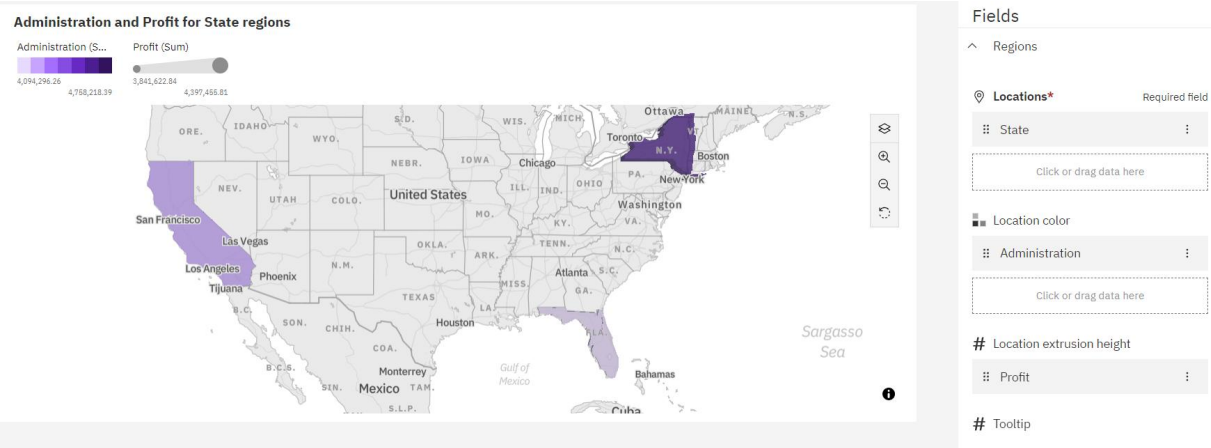 Administration and Profit for State regions
Administration (S...
Profit (Sum)
4,094,296.26
4,758,218.39
3,841,622.84
4,397,455.81
Ottawa
MAINE
N.S.
ORE.
IDAHO
WYO.
S.D.
WIS.
MICH.
Toronto
VT
N.Y.
Boston
NEBR.
IOWA
Chicago
PA.
New York
NEV.
UTAH
COLO.
United States
ILL.
IND.
OHIO
Washington
San Francisco
MO.
KY.
VA.
Las Vegas
OKLA.
TENN.
N.C.
ARK.
Los Angeles
Phoenix
N.M.
Atlanta
S.C.
Tijuana
MISS.
GA.
TEXAS
LA.
B.C.
SON.
CHIH.
Houston
FLA.
Sargasso
Sea
COA.
B.C.S.
Monterrey
Gulf of
Mexico
Bahamas
SIN.
Mexico
TAM.
S.L.P.
Cuba
Fields
Regions
Locations*
Required field
State
Click or drag data here
Location color
Administration
Click or drag data here
# Location extrusion height
Profit
# Tooltip